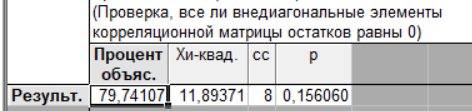 (Проверка, все ли внедиагональные элементы
корреляционной матрицы остатков равны 0)
Процент объяс. Хи-квад. сс p
Результ. 79,74107 11,89371 8 0,156060